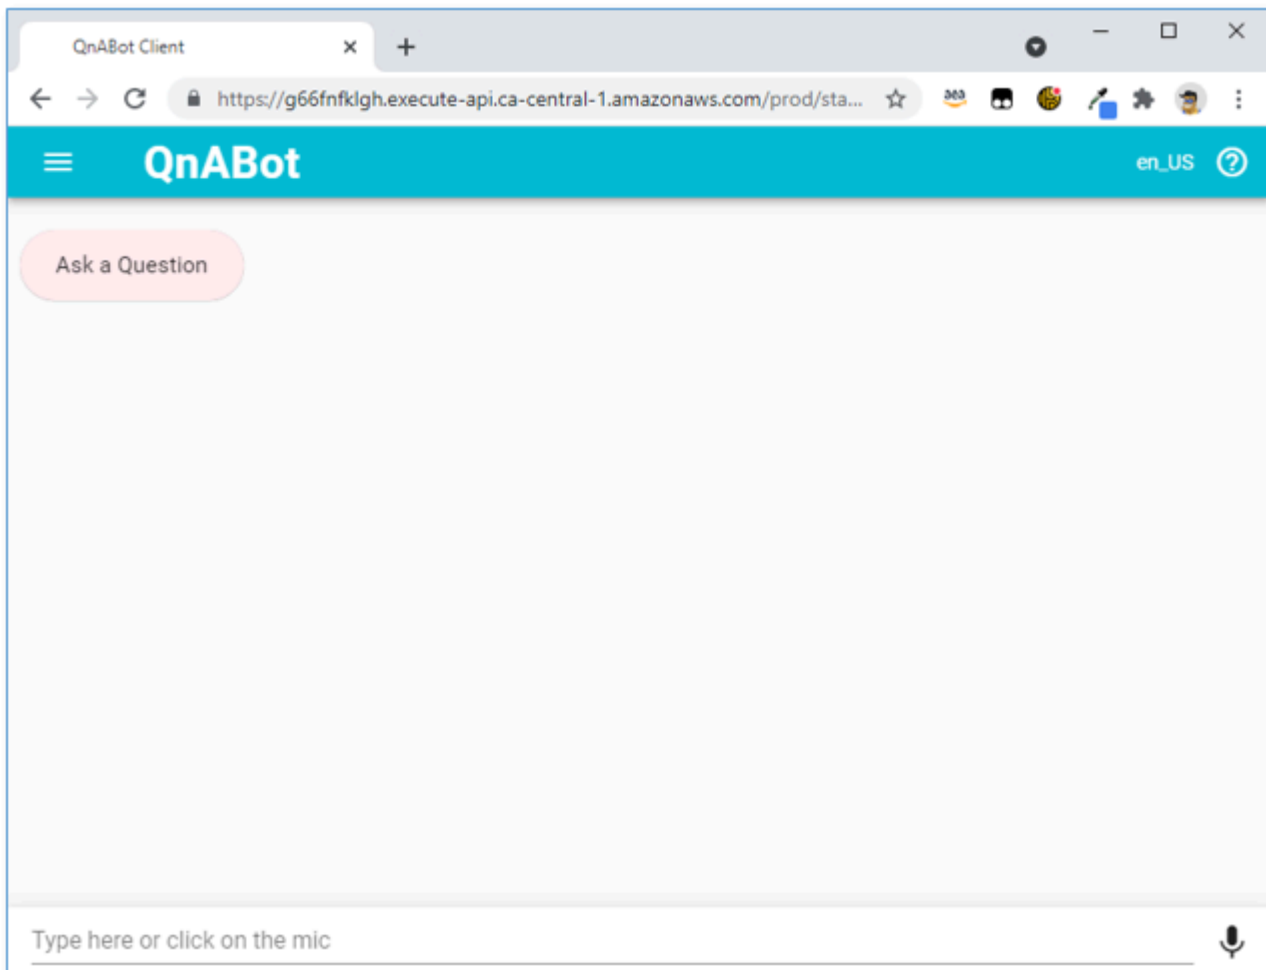 QnABot Client
https://g66fnfklgh.execute-api.ca-central-1.amazonaws.com/prod/sta...
QnABot
en_US
Ask a Question
Type here or click on the mic